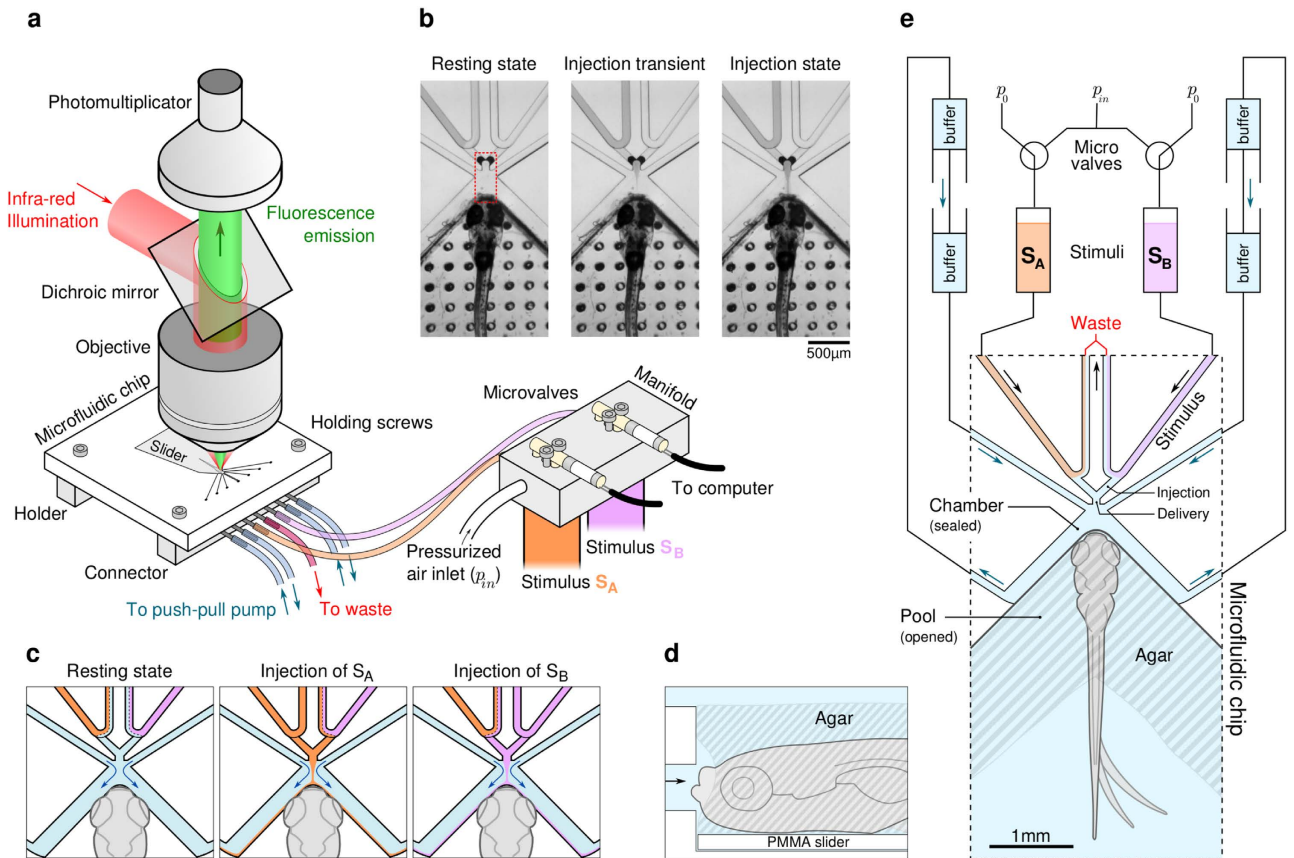 a
Photomultiplicator
Infra-red
Illumination
Fluorescence
emission
Dichroic mirror
Objective
Microfluidic chip
Slider
Holding screws
Holder
Connector
To push-pull pump
To waste
Microvalves
Manifold
To computer
Pressurized
air inlet (p_in)
Stimulus S_A
Stimulus S_B
b
Resting state
Injection transient
Injection state
500µm
c
Resting state
Injection of S_A
Injection of S_B
d
Agar
PMMA slider
e
p_0
p_in
p_0
buffer
buffer
Micro
valves
buffer
S_A
Stimuli
S_B
buffer
Waste
Stimulus
Injection
Delivery
Chamber
(sealed)
Pool
(opened)
Agar
Microfluidic chip
1mm